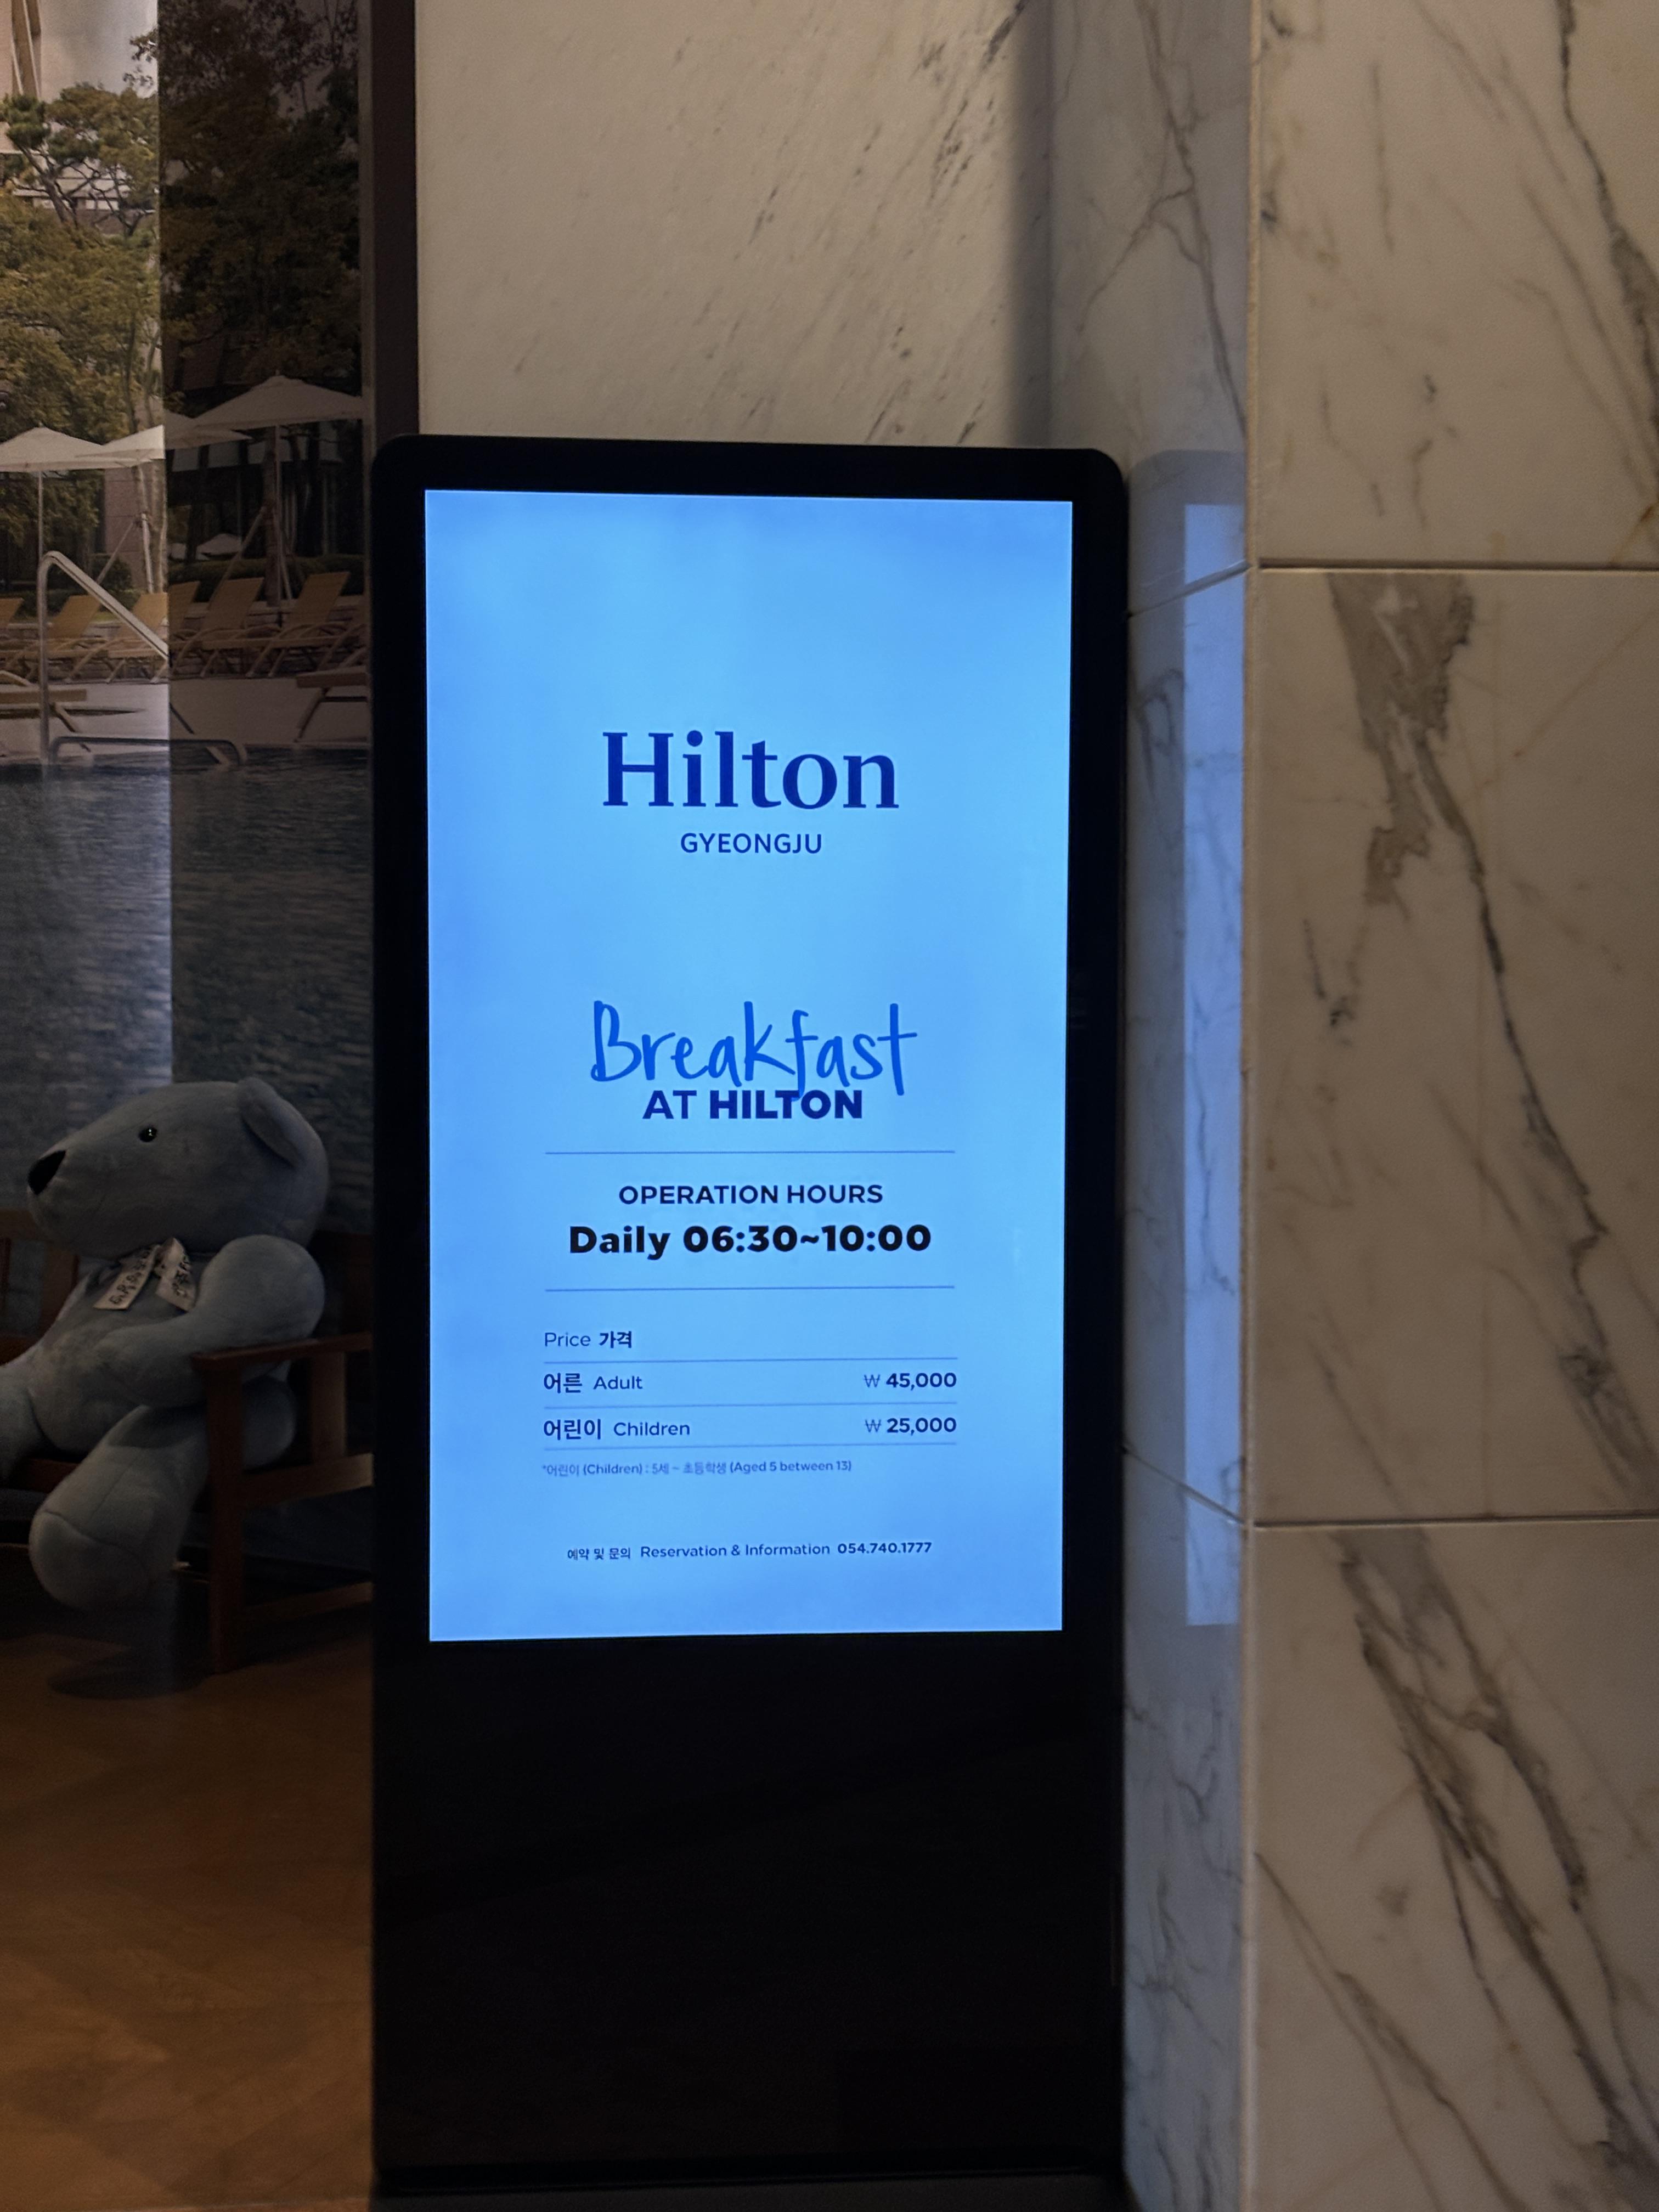 Hilton
GYEONGJU
Breakfast
AT HILTON
OPERATION HOURS
Daily 06:30~10:00
Price 가격
어른 Adult ₩ 45,000
어린이 Children ₩ 25,000
*어린이 (Children) : 5세 ~ 초등학생 (Aged 5 between 13)
예약 및 문의 Reservation & Information 054.740.1777